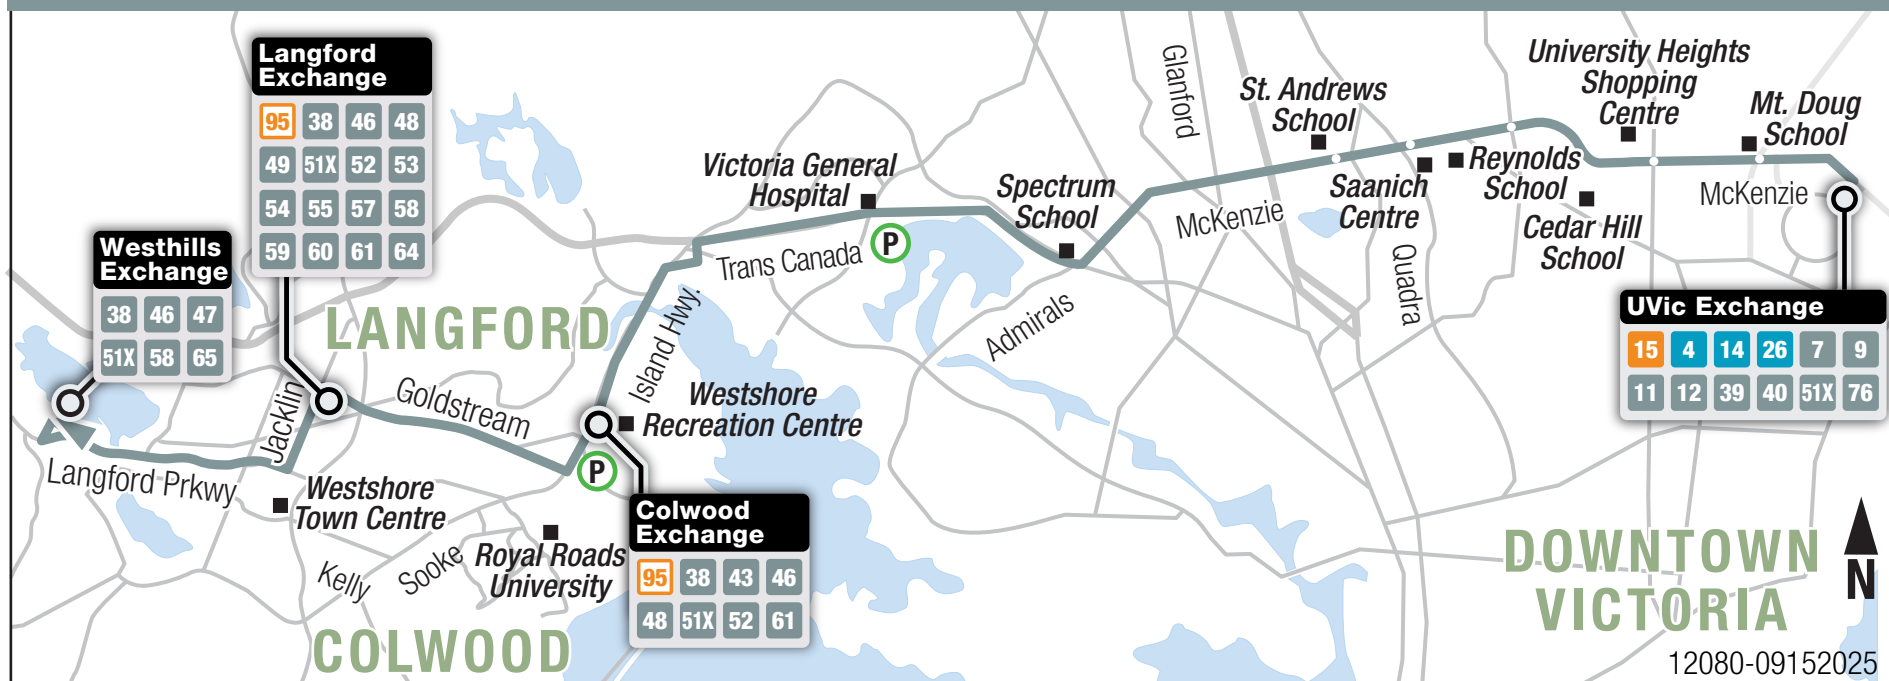 Langford
Exchange
95 38 46 48
49 51X 52 53
54 55 57 58
59 60 61 64
Westhills
Exchange
38 46 47
51X 58 65
LANGFORD
Jacklin
Goldstream
Langford Prkwy
Westshore
Town Centre
Kelly
Sooke
Royal Roads
University
COLWOOD
Victoria General
Hospital
P
Trans Canada
Island Hwy.
Westshore
Recreation Centre
P
Colwood
Exchange
95 38 43 46
48 51X 52 61
Spectrum
School
Admirals
Glanford
McKenzie
St. Andrews
School
Saanich
Centre
Quadra
Reynolds
School
Cedar Hill
School
University Heights
Shopping
Centre
Mt. Doug
School
McKenzie
UVic Exchange
15 4 14 26 7 9
11 12 39 40 51X 76
DOWNTOWN
VICTORIA
N
12080-09152025